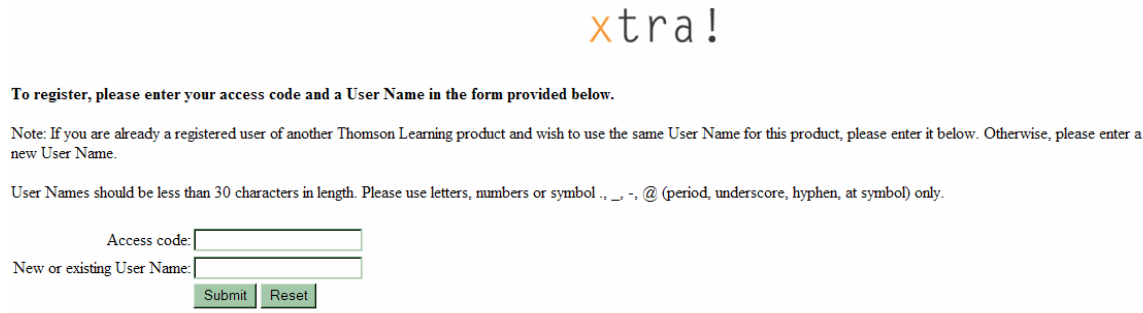 xtra!
To register, please enter your access code and a User Name in the form provided below.
Note: If you are already a registered user of another Thomson Learning product and wish to use the same User Name for this product, please enter it below. Otherwise, please enter a
new User Name.
User Names should be less than 30 characters in length. Please use letters, numbers or symbol ., _, -, @ (period, underscore, hyphen, at symbol) only.
Access code:
New or existing User Name:
Submit Reset